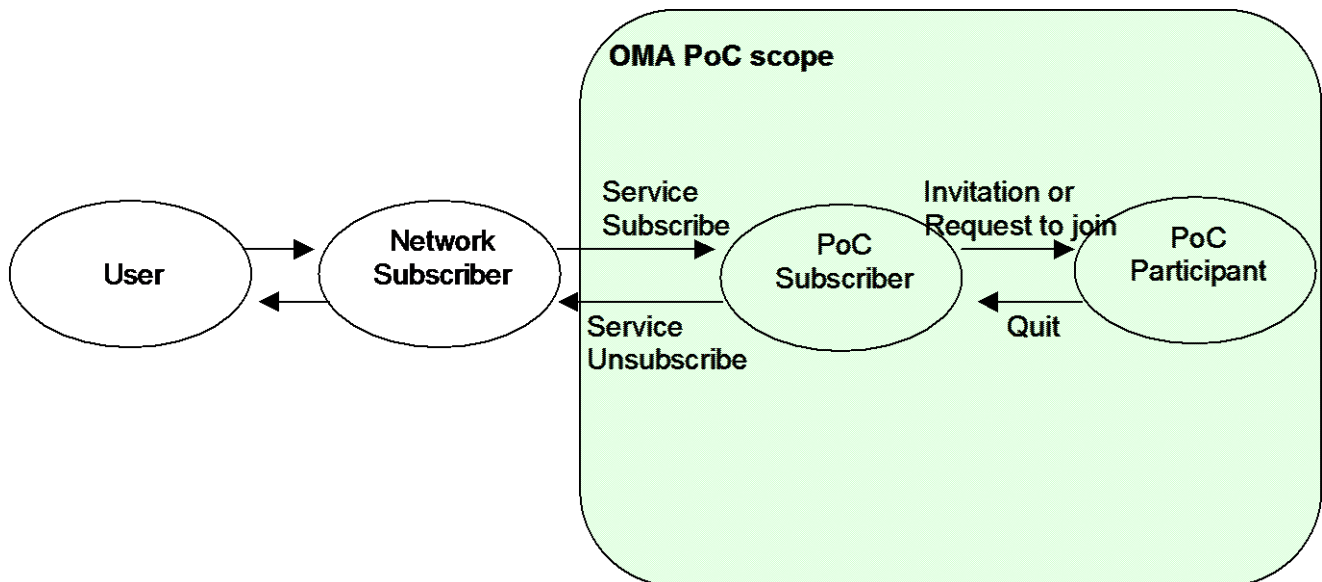 OMA PoC scope
Service
Subscribe
Invitation or
Request to join
User
Network
Subscriber
PoC
Subscriber
PoC
Participant
Service
Unsubscribe
Quit